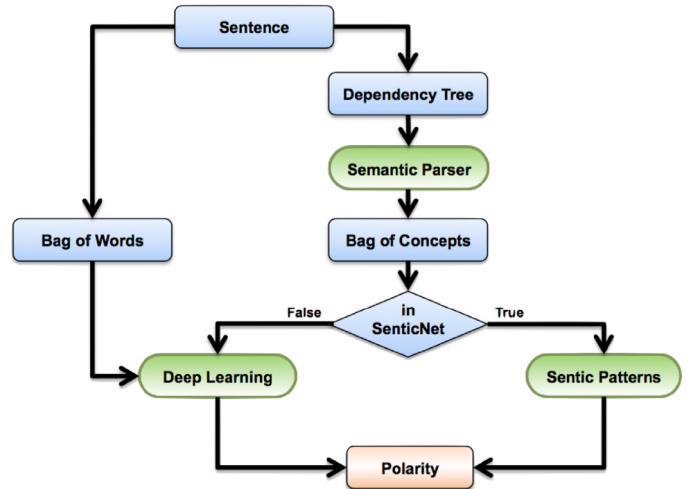 Sentence
Dependency Tree
Semantic Parser
Bag of Words
Bag of Concepts
False
in
SenticNet
True
Deep Learning
Sentic Patterns
Polarity